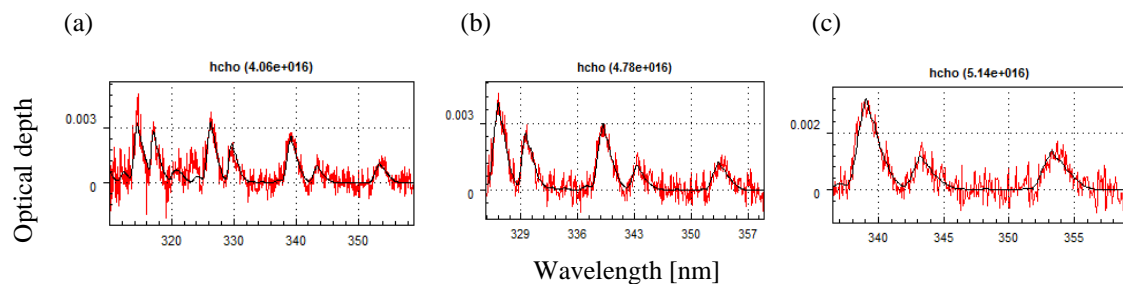 (a)
(b)
(c)
hcho (4.06e+016)
hcho (4.78e+016)
hcho (5.14e+016)
Optical depth
0.003
0
320
330
340
350
0.003
0
329
336
343
350
357
0.002
0
340
345
350
355
Wavelength [nm]